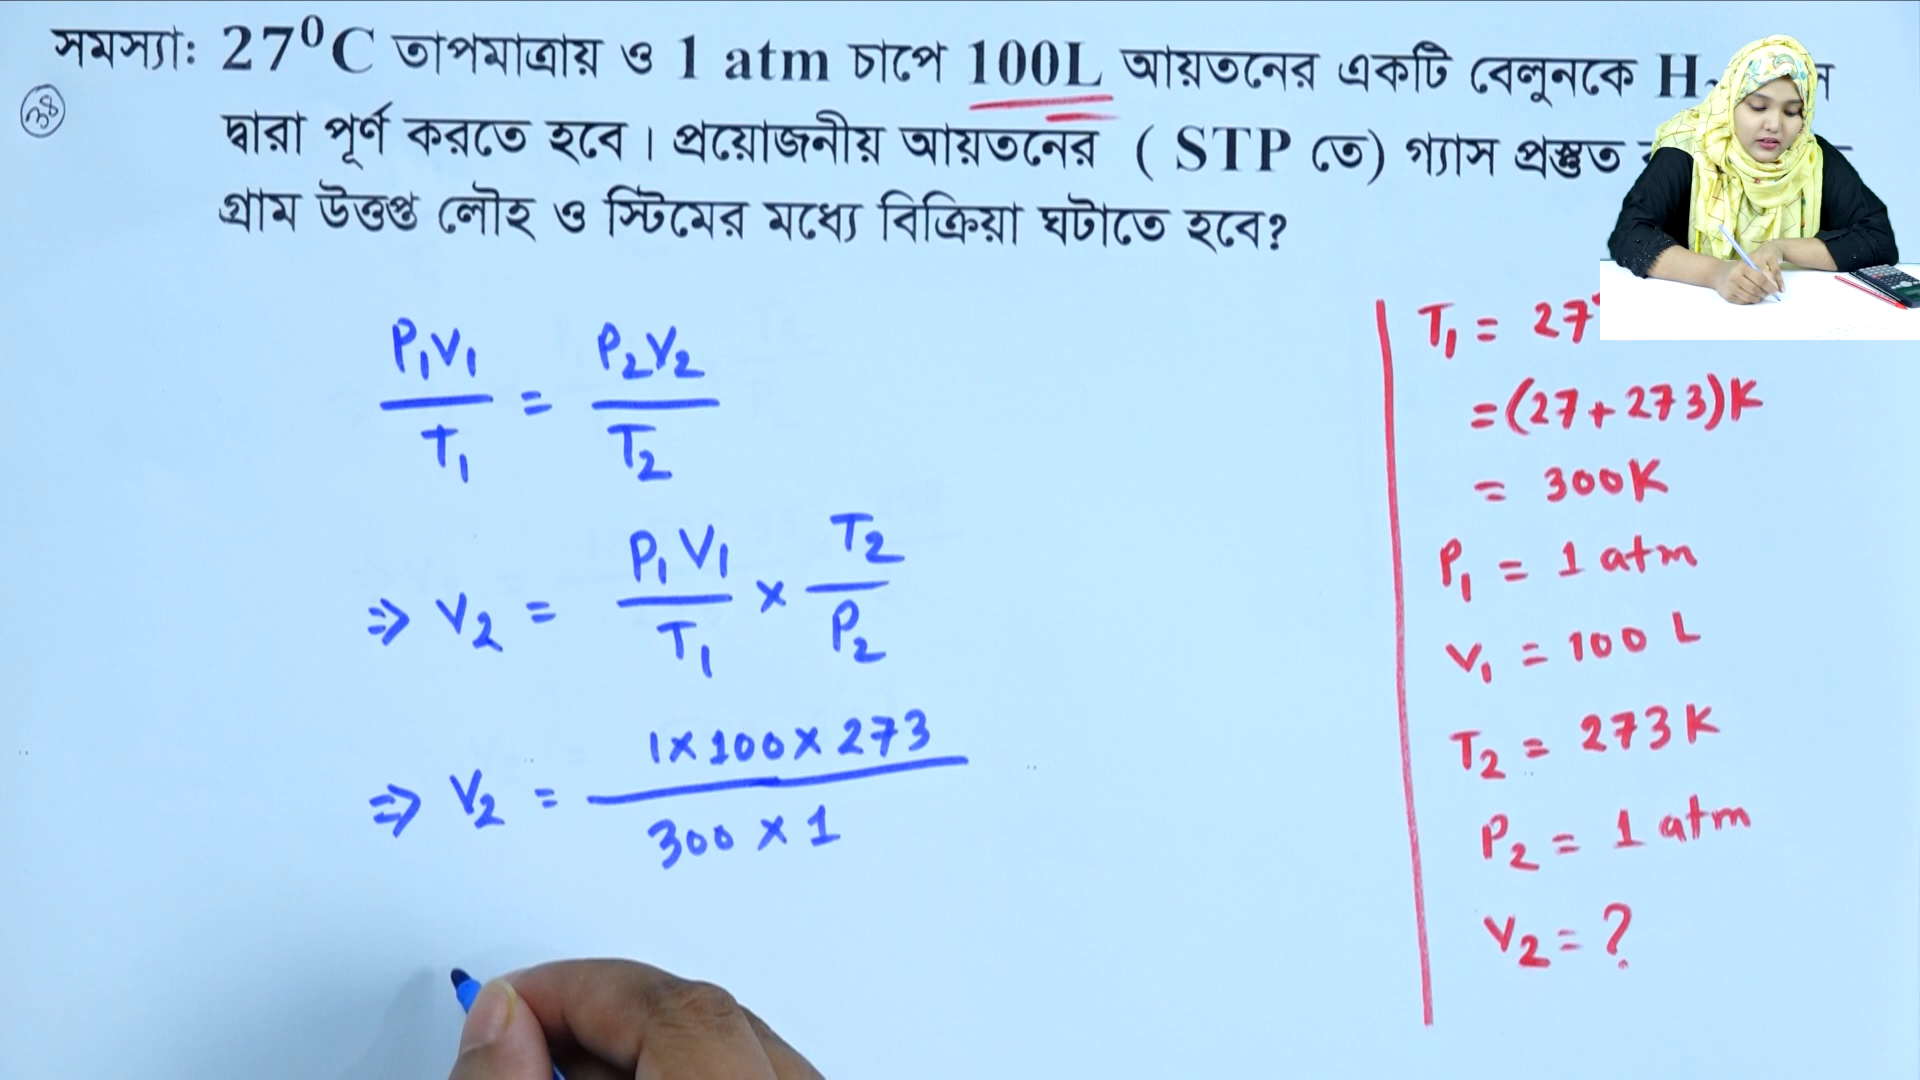 সমস্যা: 27⁰C তাপমাত্রায় ও 1 atm চাপে 100L আয়তনের একটি বেলুনকে H
38
দ্বারা পূর্ণ করতে হবে। প্রয়োজনীয় আয়তনের ( STP তে) গ্যাস প্রস্তুত
গ্রাম উত্তপ্ত লৌহ ও স্টিমের মধ্যে বিক্রিয়া ঘটাতে হবে?
P₁V₁/T₁ = P₂V₂/T₂
⇒ V₂ = P₁V₁/T₁ × T₂/P₂
⇒ V₂ = 1×100×273/300×1
T₁ = 27
=(27+273)K
= 300K
P₁ = 1 atm
V₁ = 100 L
T₂ = 273K
P₂ = 1 atm
V₂ = ?